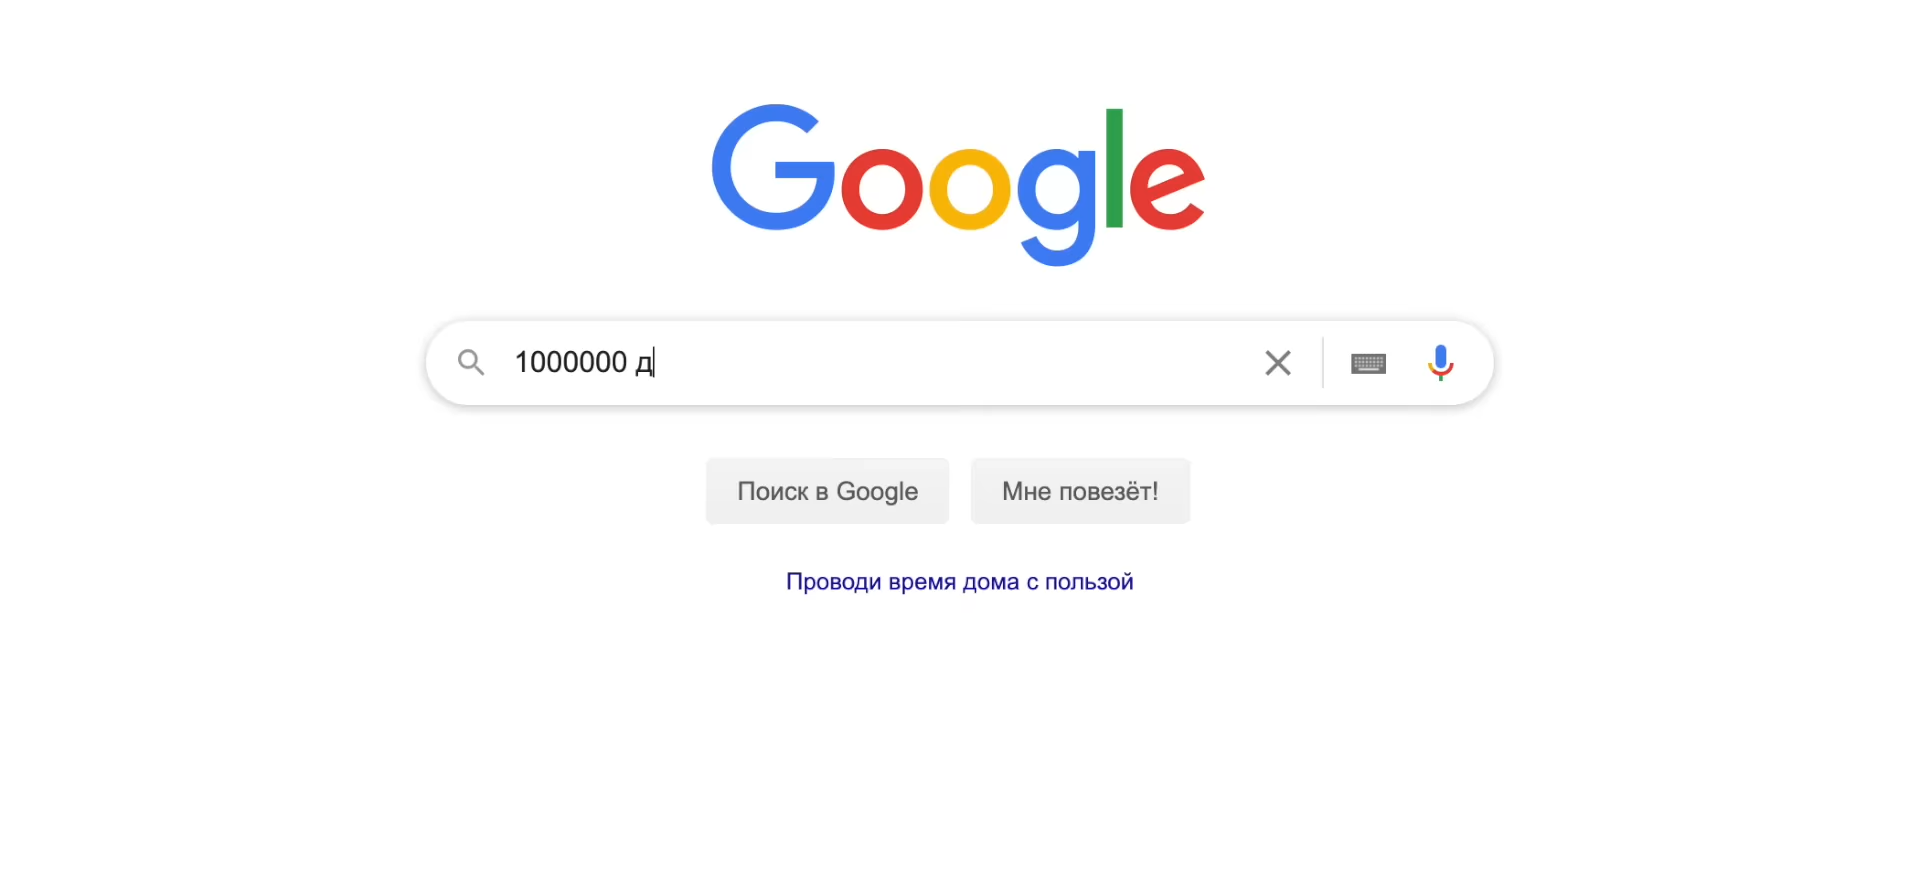 Google
1000000 д
Поиск в Google
Мне повезёт!
Проводи время дома с пользой